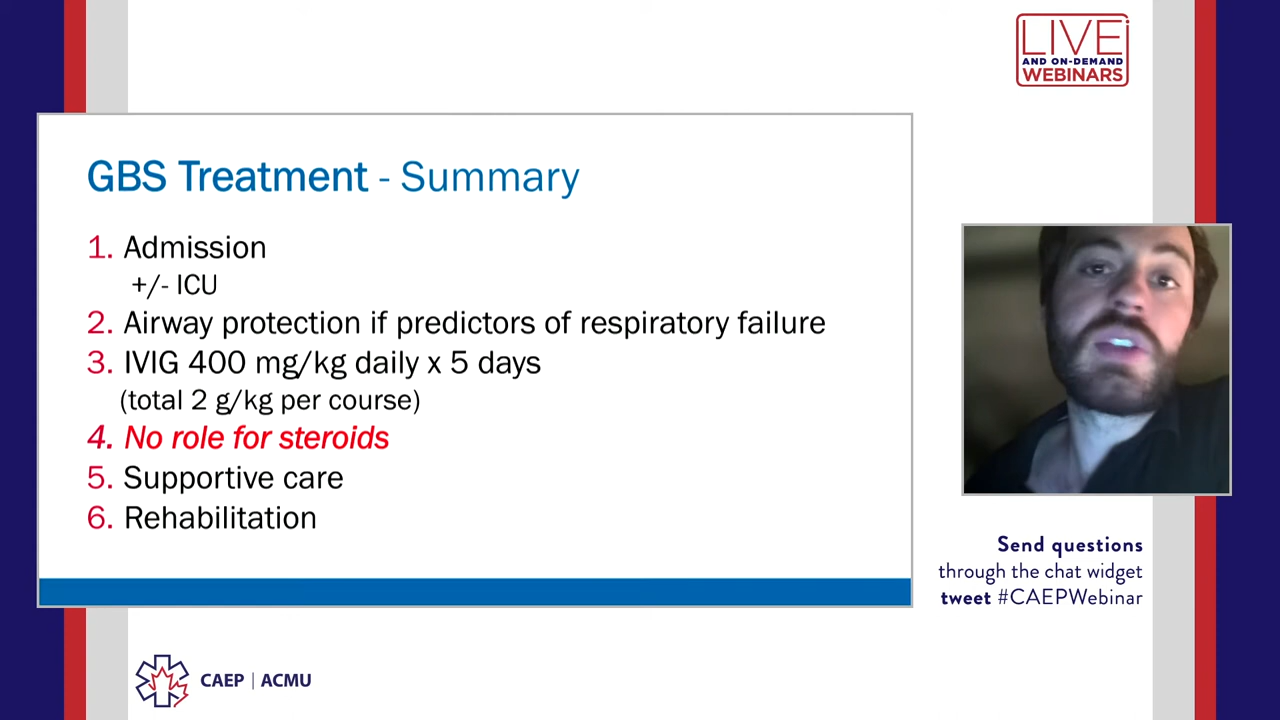 LIVE
AND ON-DEMAND
WEBINARS
GBS Treatment - Summary
1. Admission
+/- ICU
2. Airway protection if predictors of respiratory failure
3. IVIG 400 mg/kg daily x 5 days
(total 2 g/kg per course)
4. No role for steroids
5. Supportive care
6. Rehabilitation
Send questions
through the chat widget
tweet #CAEPWebinar
CAEP | ACMU